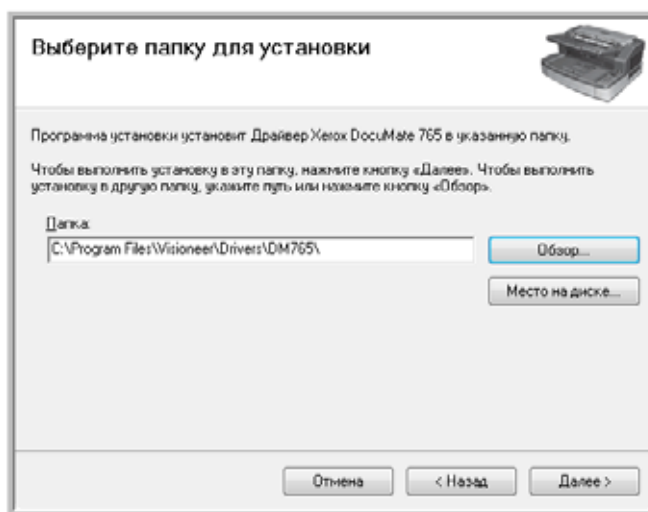 Выберите папку для установки
Программа установки установит Драйвер Xerox DocuMate 765 в указанную папку.
Чтобы выполнить установку в эту папку, нажмите кнопку «Далее». Чтобы выполнить
установку в другую папку, укажите путь или нажмите кнопку «Обзор».
Папка:
C:\Program Files\Visioneer\Drivers\DM765\
Обзор...
Место на диске...
Отмена
< Назад
Далее >